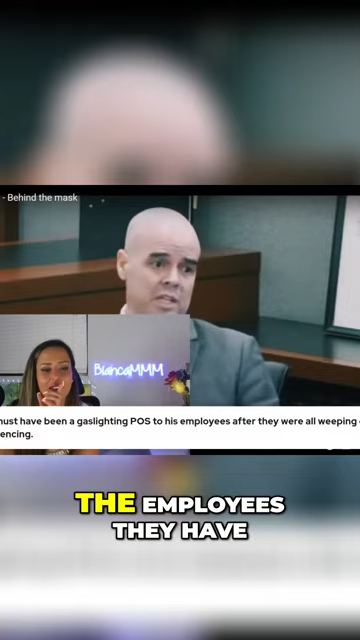 - Behind the mask
BiancaMMM
must have been a gaslighting POS to his employees after they were all weeping
encing.
THE EMPLOYEES
THEY HAVE